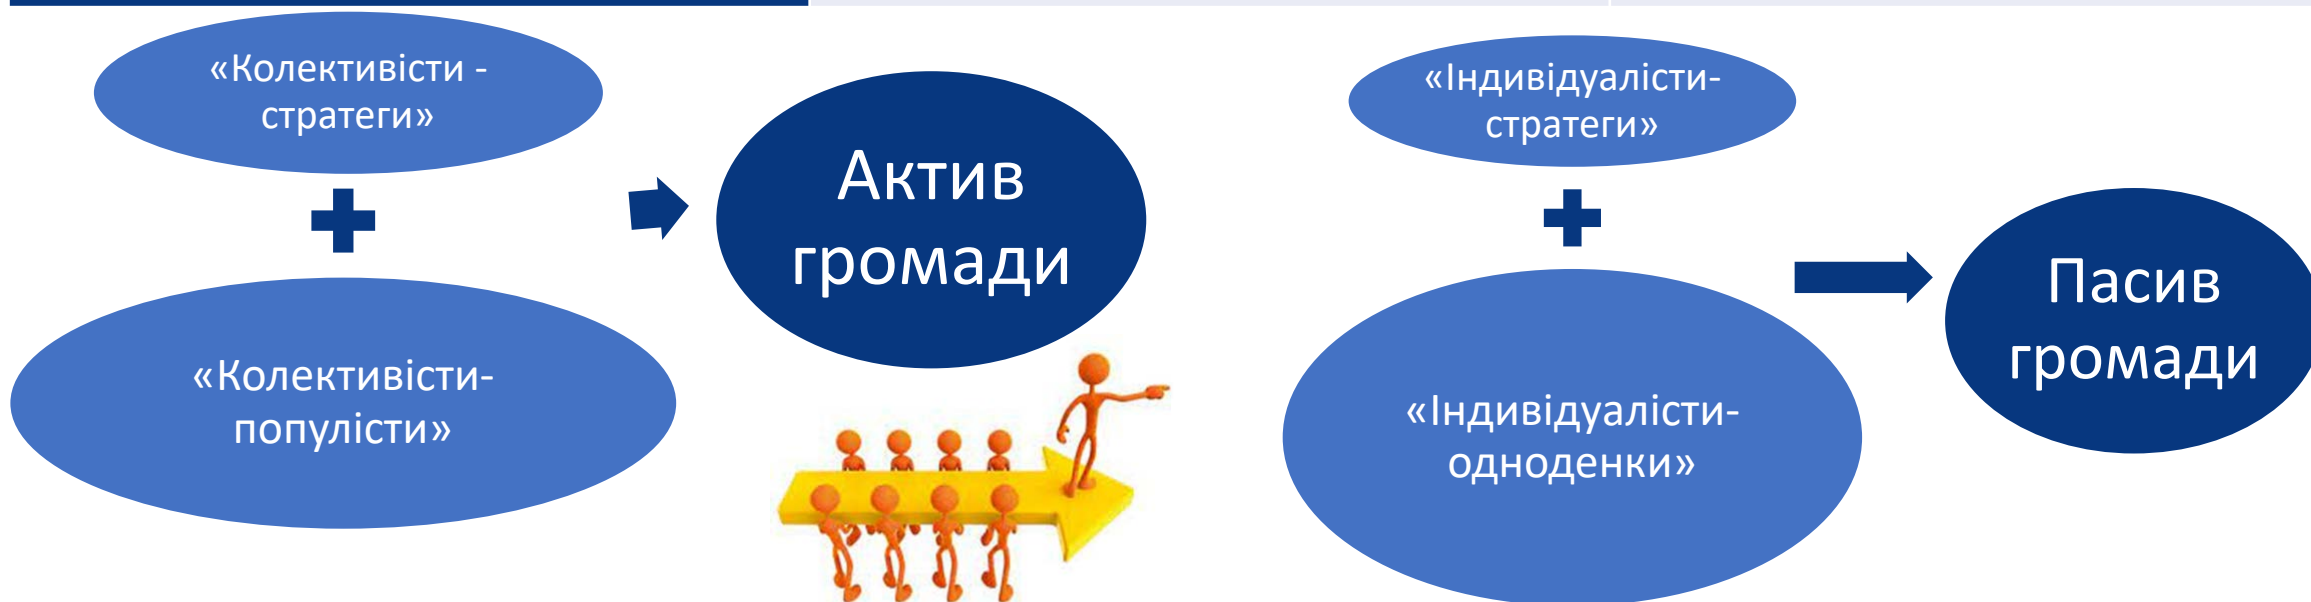 «Колективісти -
стратеги»
«Колективісти-
популісти»
Актив
громади
«Індивідуалісти-
стратеги»
«Індивідуалісти-
одноденки»
Пасив
громади